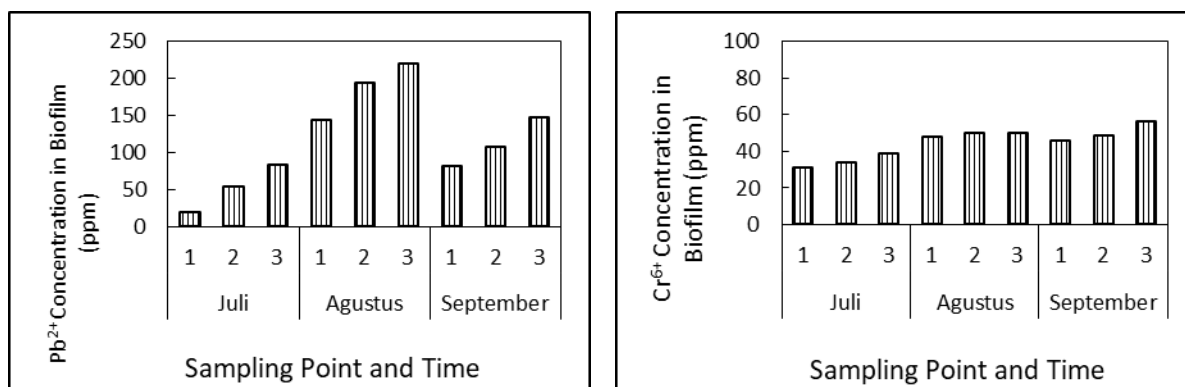 Pb2+ Concentration in Biofilm
(ppm)
250
200
150
100
50
0
1 2 3 1 2 3 1 2 3
Juli Agustus September
Sampling Point and Time
Cr6+ Concentration in
Biofilm (ppm)
100
80
60
40
20
0
1 2 3 1 2 3 1 2 3
Juli Agustus September
Sampling Point and Time